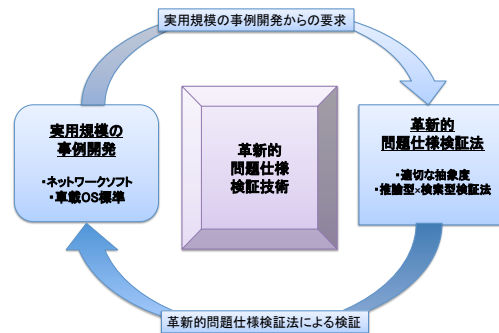 実用規模の事例開発からの要求
実用規模の
事例開発
・ネットワークソフト
・車載OS標準
革新的
問題仕様
検証技術
革新的
問題仕様検証法
・適切な抽象度
・推論型×検索型検証法
革新的問題仕様検証法による検証